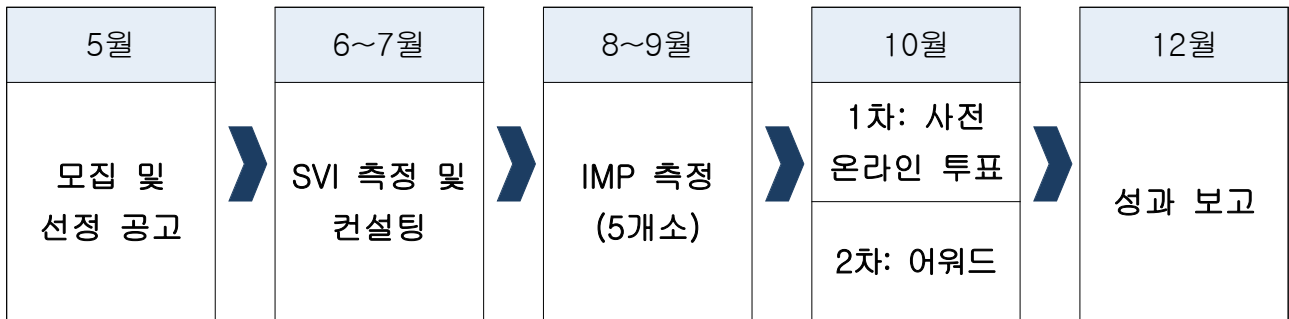 5월
모집 및
선정 공고
6~7월
SVI 측정 및
컨설팅
8~9월
IMP 측정
(5개소)
10월
1차: 사전
온라인 투표
2차: 어워드
12월
성과 보고